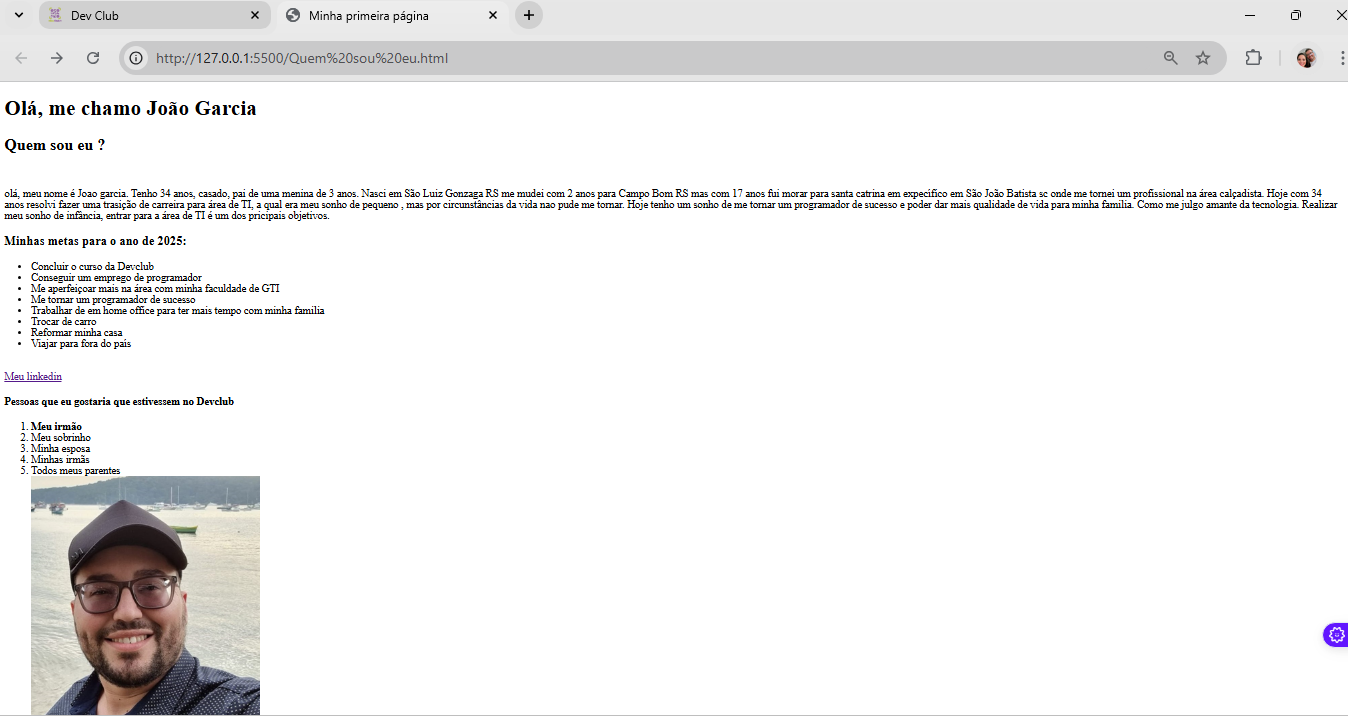 Dev Club
Minha primeira página
http://127.0.0.1:5500/Quem%20sou%20eu.html
Olá, me chamo João Garcia
Quem sou eu ?
olá, meu nome é Joao garcia. Tenho 34 anos, casado, pai de uma menina de 3 anos. Nasci em São Luiz Gonzaga RS me mudei com 2 anos para Campo Bom RS mas com 17 anos fui morar para santa catrina em expecífico em São João Batista sc onde me tornei um profissional na área calçadista. Hoje com 34
anos resolvi fazer uma trasição de carreira para área de TI, a qual era meu sonho de pequeno , mas por circunstâncias da vida nao pude me tornar. Hoje tenho um sonho de me tornar um programador de sucesso e poder dar mais qualidade de vida para minha familia. Como me julgo amante da tecnologia. Realizar
meu sonho de infância, entrar para a área de TI é um dos pricipais objetivos.
Minhas metas para o ano de 2025:
• Concluir o curso da Devclub
• Conseguir um emprego de programador
• Me aperfeiçoar mais na área com minha faculdade de GTI
• Me tornar um programador de sucesso
• Trabalhar de em home office para ter mais tempo com minha familia
• Trocar de carro
• Reformar minha casa
• Viajar para fora do país
Meu linkedin
Pessoas que eu gostaria que estivessem no Devclub
1. Meu irmão
2. Meu sobrinho
3. Minha esposa
4. Minhas irmãs
5. Todos meus parentes